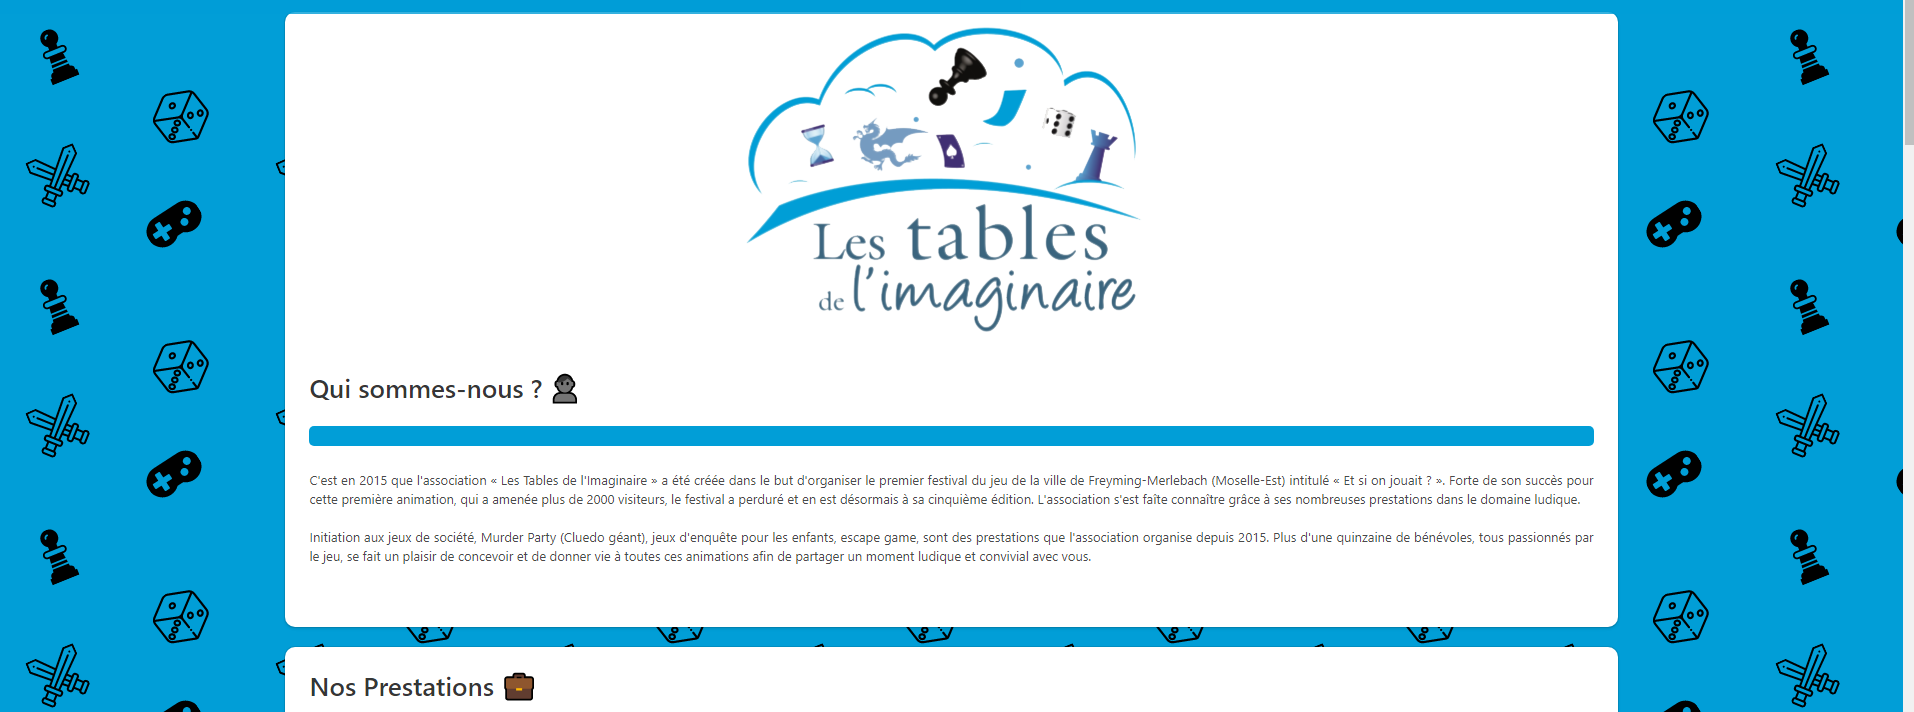 Les tables
de l'imaginaire
Qui sommes-nous ?
C'est en 2015 que l'association « Les Tables de l'Imaginaire » a été créée dans le but d'organiser le premier festival du jeu de la ville de Freyming-Merlebach (Moselle-Est) intitulé « Et si on jouait ? ». Forte de son succès pour
cette première animation, qui a amenée plus de 2000 visiteurs, le festival a perduré et en est désormais à sa cinquième édition. L'association s'est faîte connaître grâce à ses nombreuses prestations dans le domaine ludique.
Initiation aux jeux de société, Murder Party (Cluedo géant), jeux d'enquête pour les enfants, escape game, sont des prestations que l'association organise depuis 2015. Plus d'une quinzaine de bénévoles, tous passionnés par
le jeu, se fait un plaisir de concevoir et de donner vie à toutes ces animations afin de partager un moment ludique et convivial avec vous.
Nos Prestations